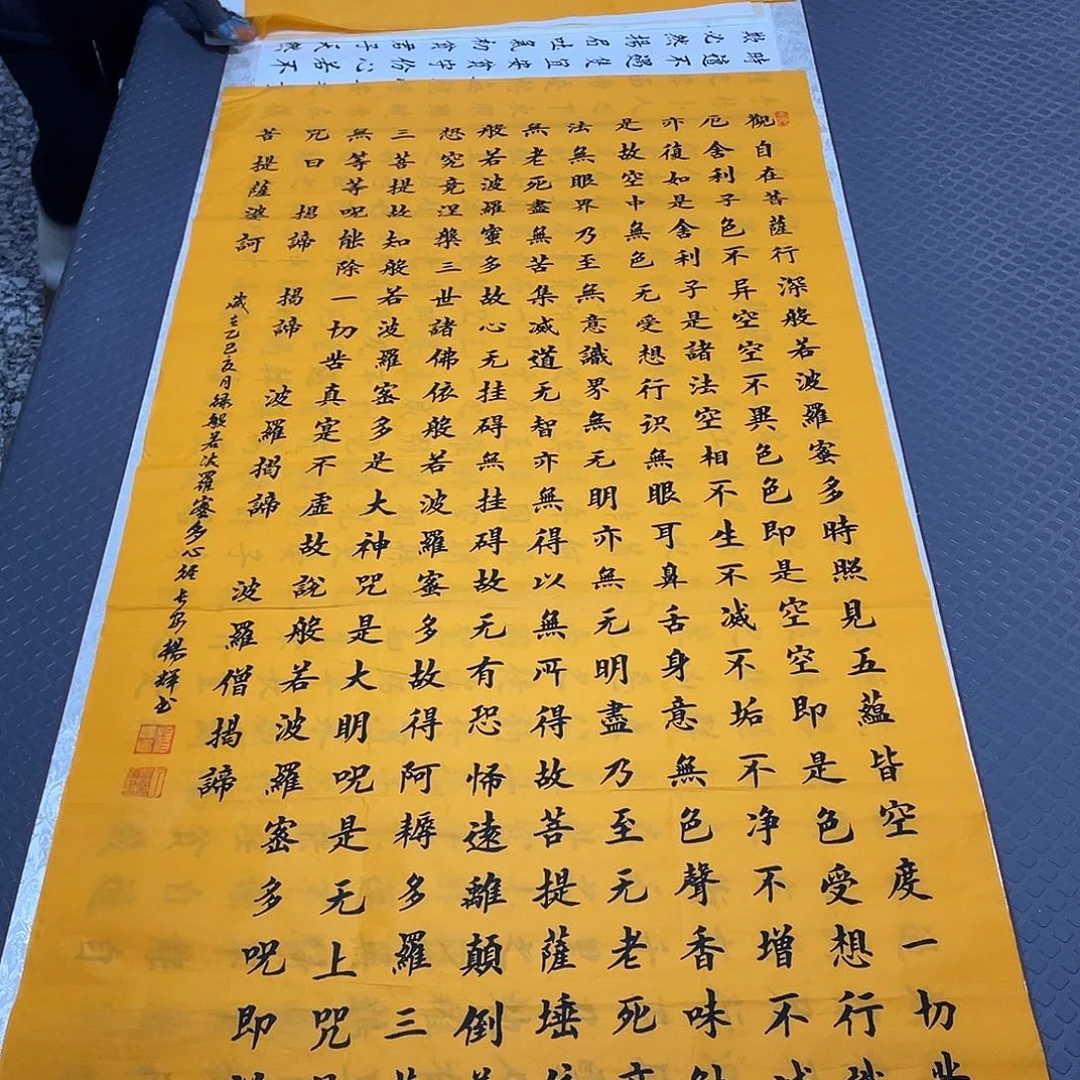 觀自在菩薩行深般若波羅蜜多時照見五蘊皆空度一切
厄舍利子色不异空空不異色色即是空空即是色受想行
亦復如是舍利子是諸法空相不生不滅不垢不净不增不
是故空中無色无受想行识無眼耳鼻舌身意無色聲香味
法無眼界乃至無意識界無无明亦無无明盡乃至无老死
無老死盡無苦集滅道无智亦無得以無所得故菩提薩埵
般若波羅蜜多故心无挂碍無挂碍故无有恐怖遠離顛倒
恐究竟涅槃三世諸佛依般若波羅蜜多故得阿耨多羅三
三菩提故知般若波羅密多是大神咒是大明呪是无上咒
無等等呪能除一切苦真寔不虛故說般若波羅密多呪即
咒曰 揭諦 揭諦 波羅揭諦 波羅僧揭諦
菩提薩婆訶
歲在乙巳亥月録般若波羅蜜多心經长安楊輝书